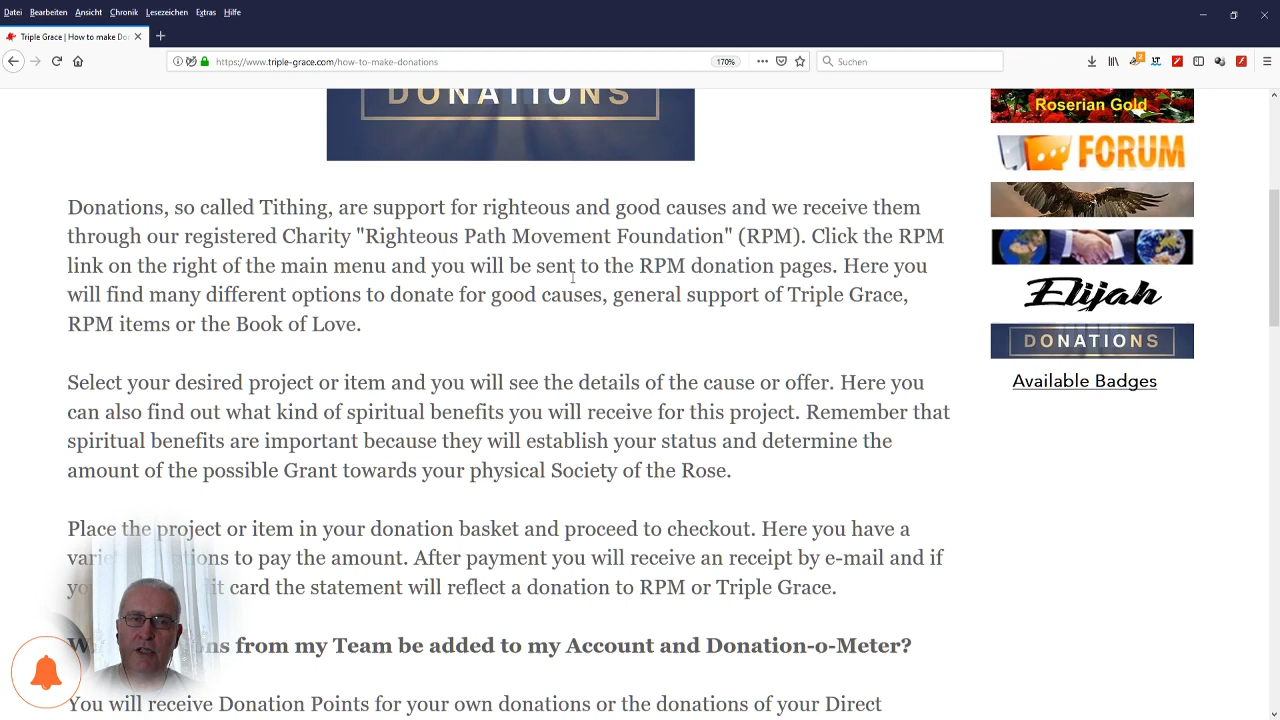 Datei Bearbeiten Ansicht Chronik Lesezeichen Extras Hilfe
Triple Grace | How to make Do
https://www.triple-grace.com/how-to-make-donations
170%
Suchen
2
DONATIONS
Roserian Gold
FORUM
Elijah
DONATIONS
Available Badges
Donations, so called Tithing, are support for righteous and good causes and we receive them
through our registered Charity "Righteous Path Movement Foundation" (RPM). Click the RPM
link on the right of the main menu and you will be sent to the RPM donation pages. Here you
will find many different options to donate for good causes, general support of Triple Grace,
RPM items or the Book of Love.
Select your desired project or item and you will see the details of the cause or offer. Here you
can also find out what kind of spiritual benefits you will receive for this project. Remember that
spiritual benefits are important because they will establish your status and determine the
amount of the possible Grant towards your physical Society of the Rose.
Place the project or item in your donation basket and proceed to checkout. Here you have a
to pay the amount. After payment you will receive an receipt by e-mail and if
card the statement will reflect a donation to RPM or Triple Grace.
from my Team be added to my Account and Donation-o-Meter?
You will receive Donation Points for your own donations or the donations of your Direct